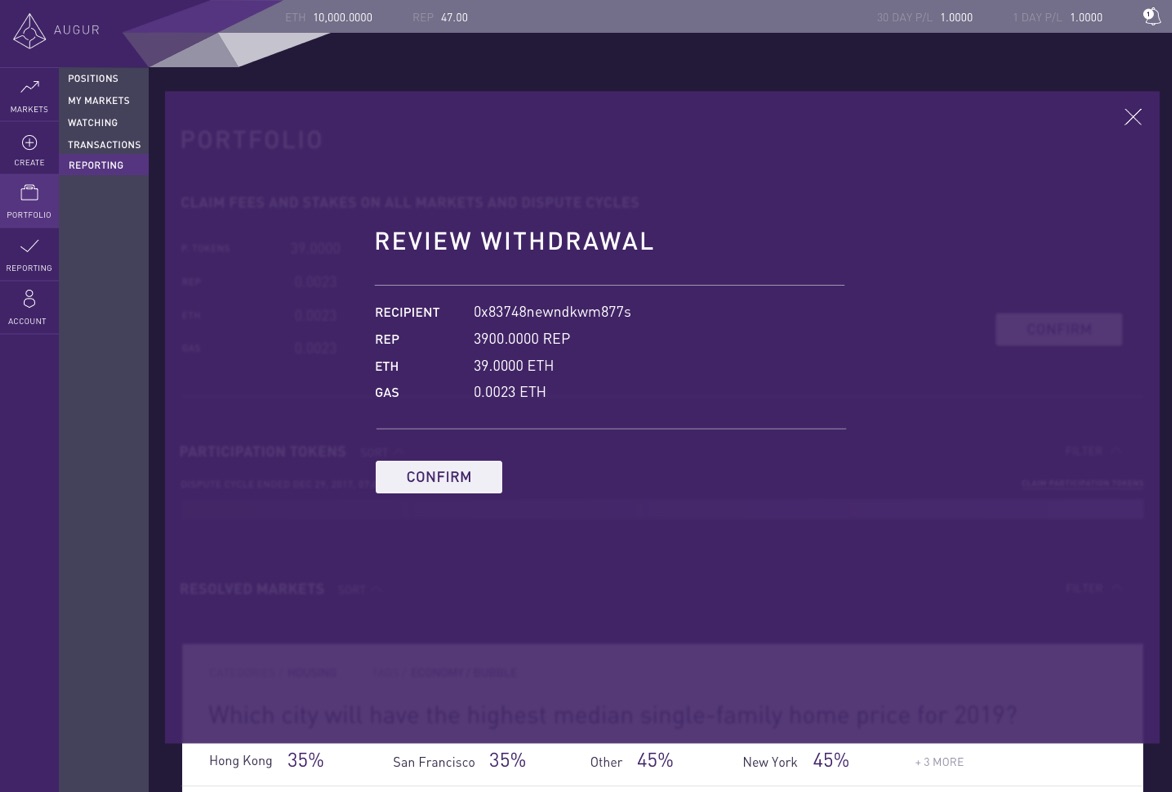 AUGUR
ETH 10,000.0000 REP 47.00 30 DAY P/L 1.0000 1 DAY P/L 1.0000 1
MARKETS
CREATE
PORTFOLIO
REPORTING
ACCOUNT
POSITIONS
MY MARKETS
WATCHING
TRANSACTIONS
REPORTING
PORTFOLIO
CLAIM FEES AND STAKES ON ALL MARKETS AND DISPUTE CYCLES
P. TOKENS 39.0000
REP 0.0023
ETH 0.0023
GAS 0.0023
CONFIRM
REVIEW WITHDRAWAL
RECIPIENT 0x83748newndkwm877s
REP 3900.0000 REP
ETH 39.0000 ETH
GAS 0.0023 ETH
CONFIRM
PARTICIPATION TOKENS SORT FILTER
DISPUTE CYCLE ENDED DEC CLAIM PARTICIPATION TOKENS
RESOLVED MARKETS SORT FILTER
HOUSING ECONOMY / BUBBLE
Which city will have the highest median single-family home price for 2019?
Hong Kong 35% San Francisco 35% Other 45% New York 45% + 3 MORE